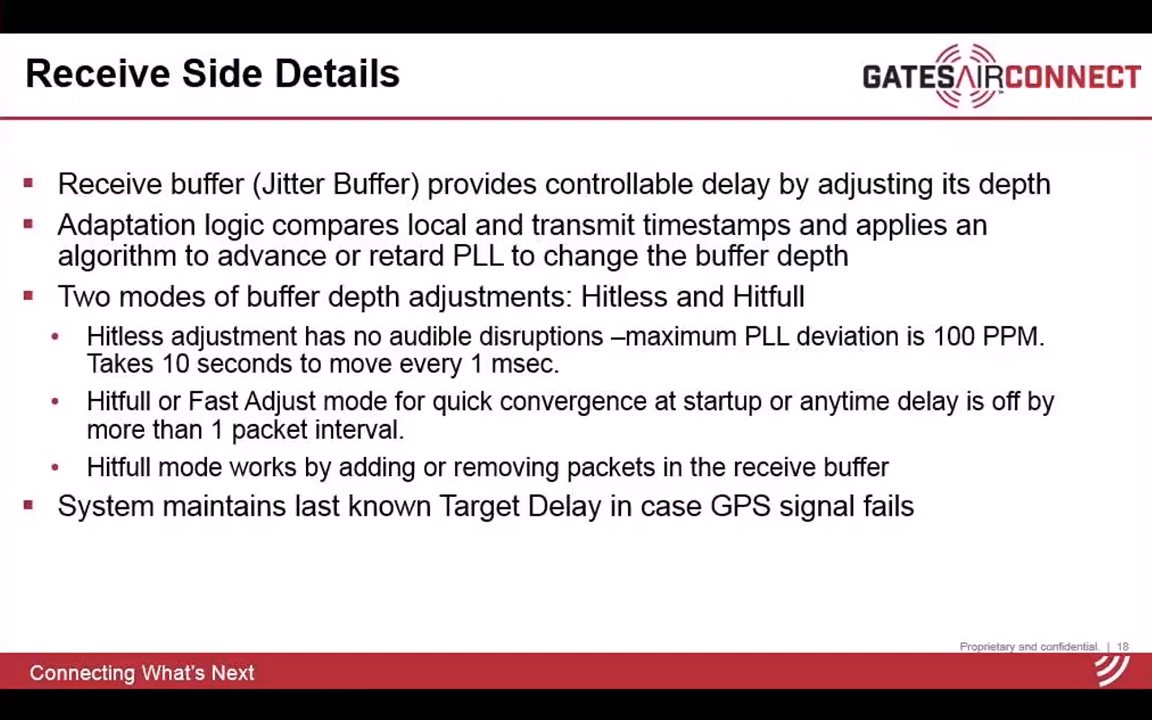 Receive Side Details
GATESAIRCONNECT
Receive buffer (Jitter Buffer) provides controllable delay by adjusting its depth
Adaptation logic compares local and transmit timestamps and applies an
algorithm to advance or retard PLL to change the buffer depth
Two modes of buffer depth adjustments: Hitless and Hitfull
Hitless adjustment has no audible disruptions –maximum PLL deviation is 100 PPM.
Takes 10 seconds to move every 1 msec.
Hitfull or Fast Adjust mode for quick convergence at startup or anytime delay is off by
more than 1 packet interval.
Hitfull mode works by adding or removing packets in the receive buffer
System maintains last known Target Delay in case GPS signal fails
Proprietary and confidential. | 18
Connecting What's Next